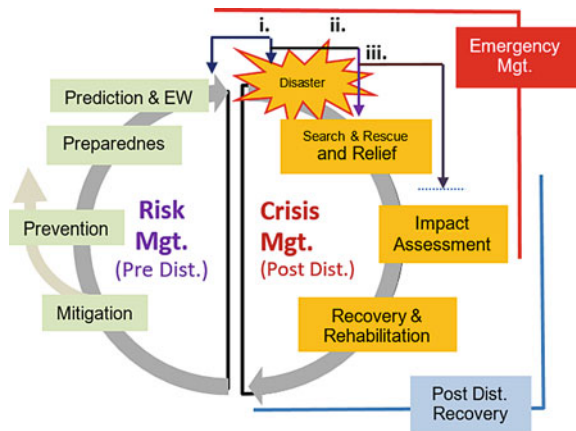 i.
ii.
iii.
Emergency
Mgt.
Disaster
Prediction & EW
Search & Rescue
and Relief
Preparednes
Prevention
Risk
Mgt.
(Pre Dist.)
Crisis
Mgt.
(Post Dist.)
Impact
Assessment
Mitigation
Recovery &
Rehabilitation
Post Dist.
Recovery